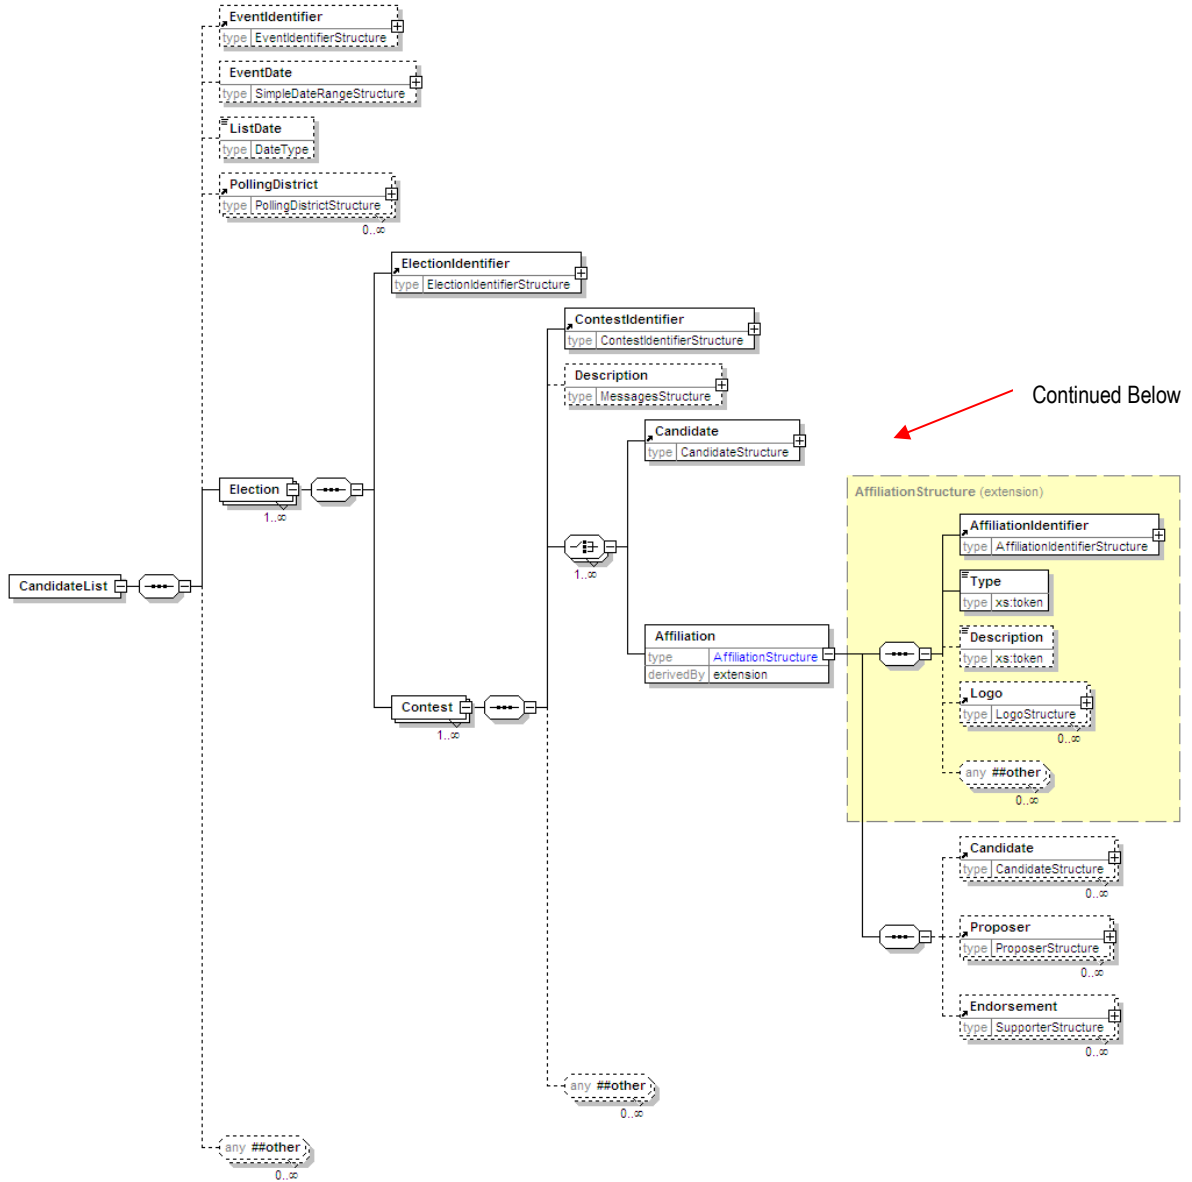 EventIdentifier
type EventIdentifierStructure
EventDate
type SimpleDateRangeStructure
ListDate
type DateType
PollingDistrict
type PollingDistrictStructure
0..∞
ElectionIdentifier
type ElectionIdentifierStructure
ContestIdentifier
type ContestIdentifierStructure
Description
type MessagesStructure
Continued Below
Candidate
type CandidateStructure
Election
1..∞
AffiliationStructure (extension)
AffiliationIdentifier
type AffiliationIdentifierStructure
1..∞
Type
type xs:token
CandidateList
Affiliation
type AffiliationStructure
derivedBy extension
Description
type xs:token
Contest
1..∞
Logo
type LogoStructure
0..∞
any ##other
0..∞
Candidate
type CandidateStructure
0..∞
Proposer
type ProposerStructure
0..∞
Endorsement
type SupporterStructure
0..∞
any ##other
0..∞
any ##other
0..∞